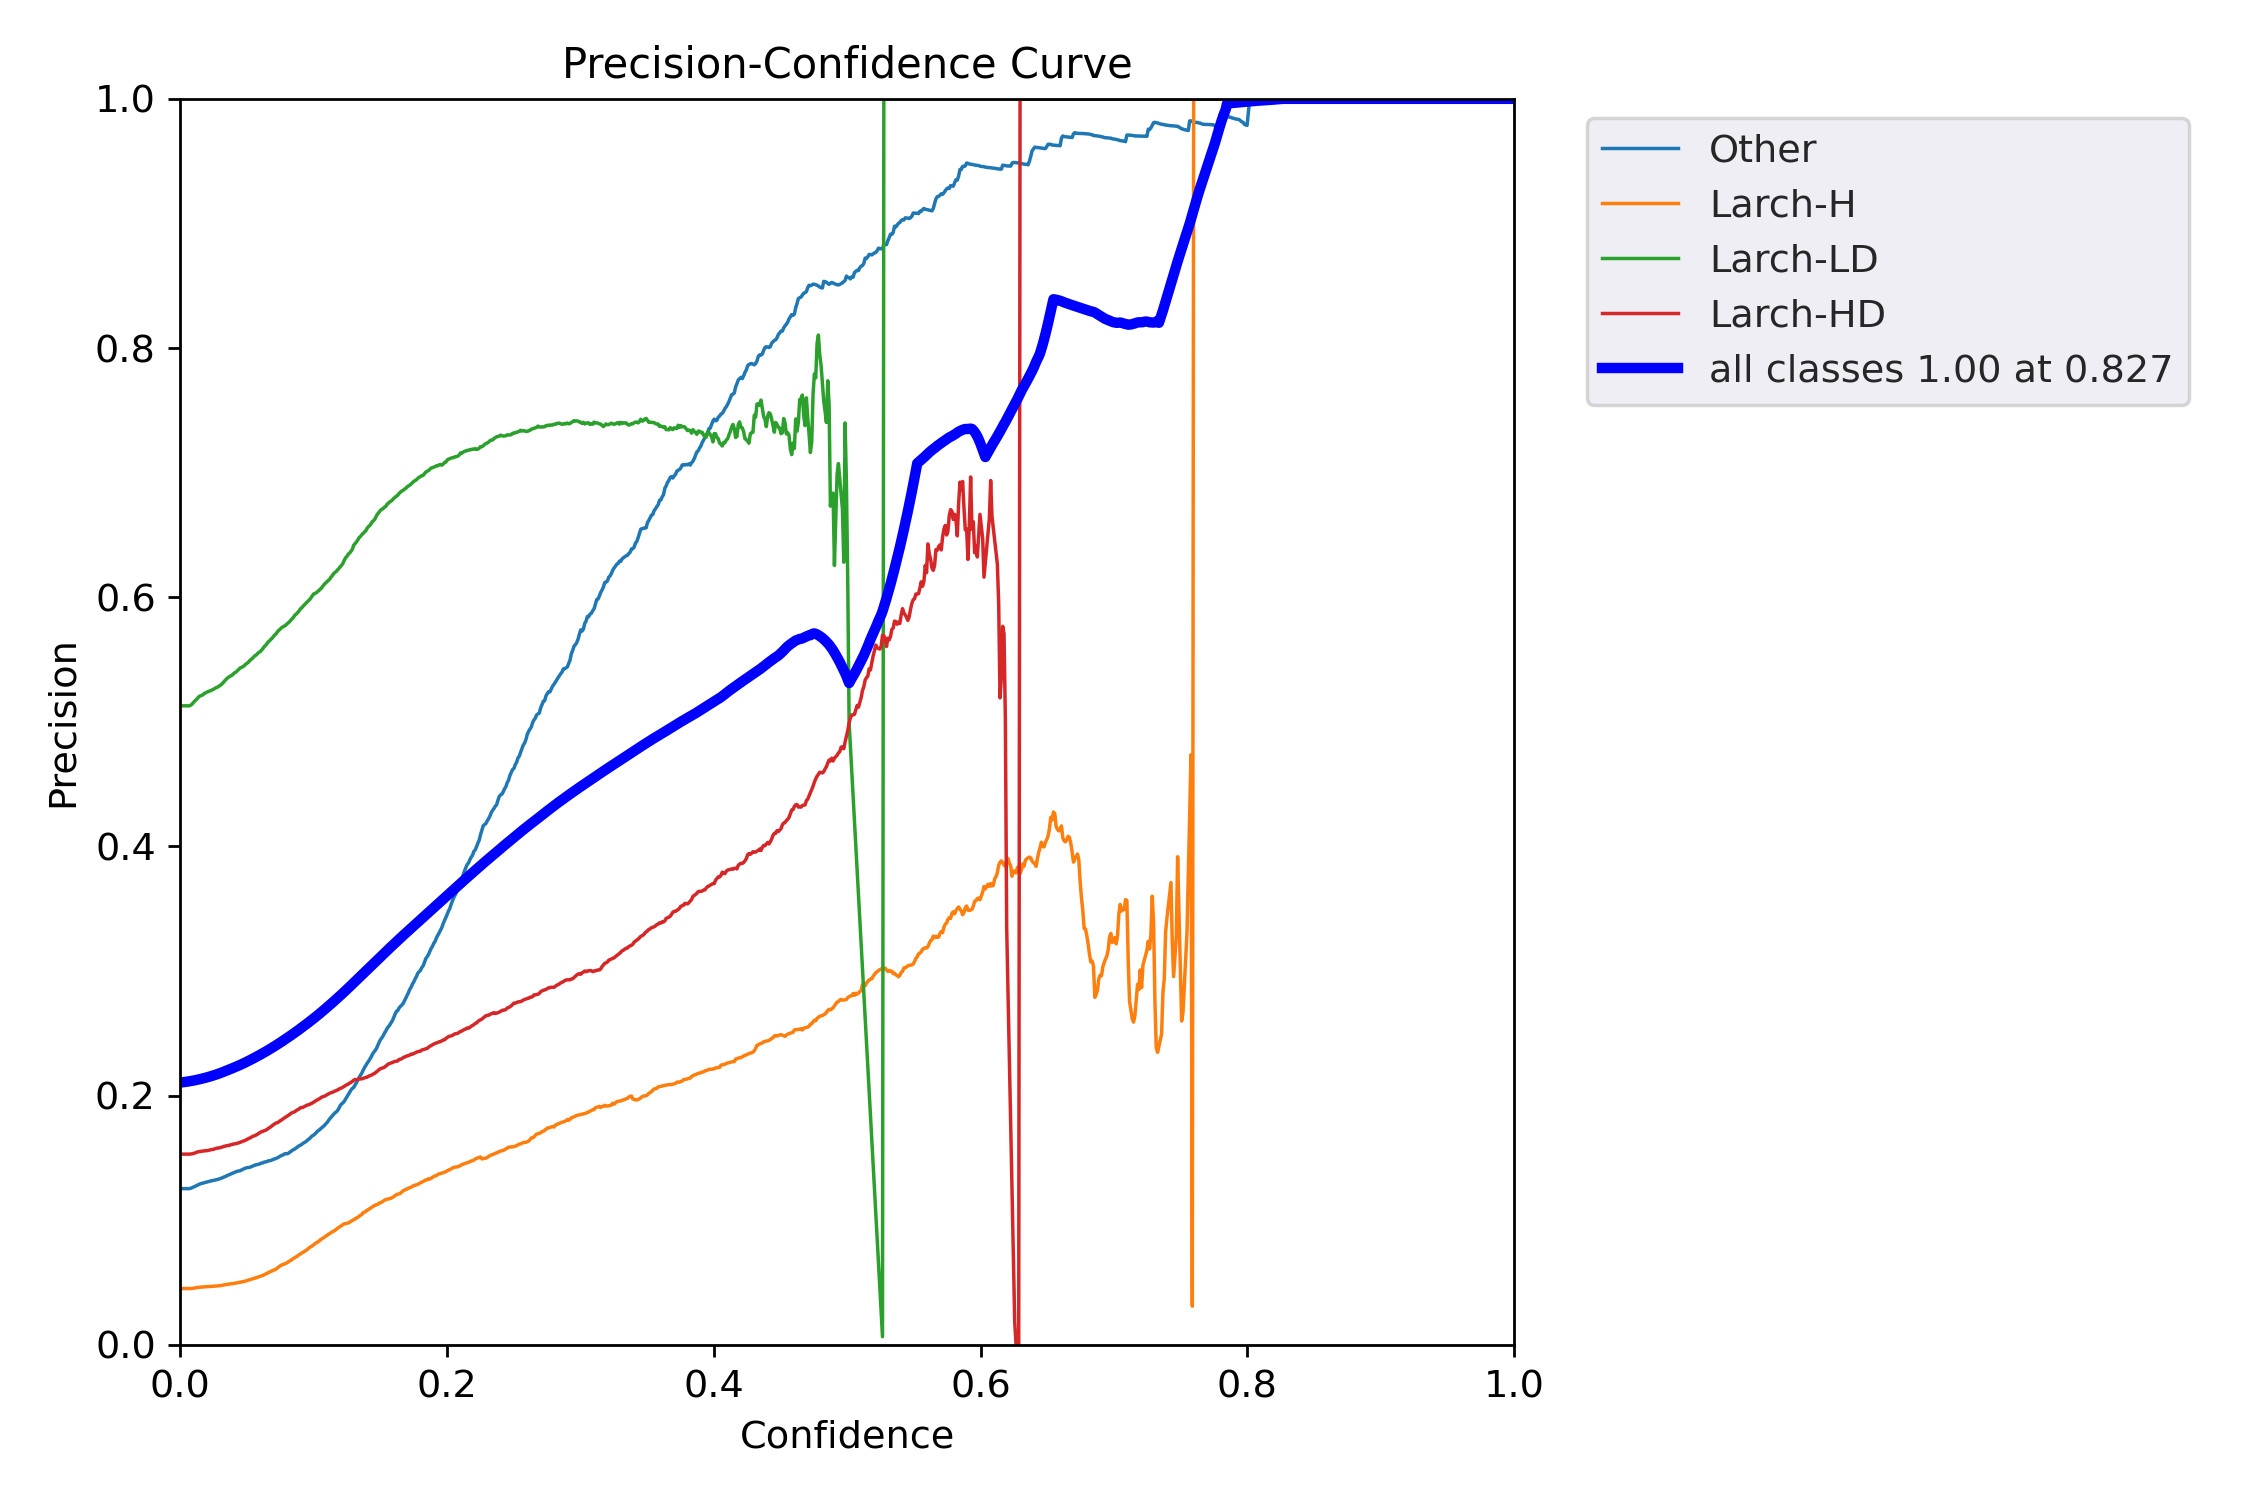 Precision-Confidence Curve
1.0
0.8
0.6
0.4
0.2
0.0
Precision
0.0 0.2 0.4 0.6 0.8 1.0
Confidence
Other
Larch-H
Larch-LD
Larch-HD
all classes 1.00 at 0.827